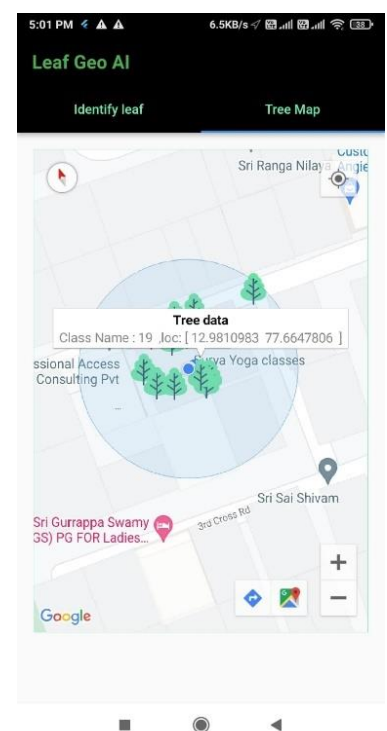 5:01 PM 6.5KB/s 38
Leaf Geo AI
Identify leaf Tree Map
Sri Ranga Nilaya
Tree data
Class Name : 19 ,loc: [ 12.9810983 77.6647806 ]
ssional Access
Consulting Pvt
rya Yoga classes
Sri Sai Shivam
3rd Cross Rd
Sri Gurrappa Swamy
GS) PG FOR Ladies...
+
−
Google